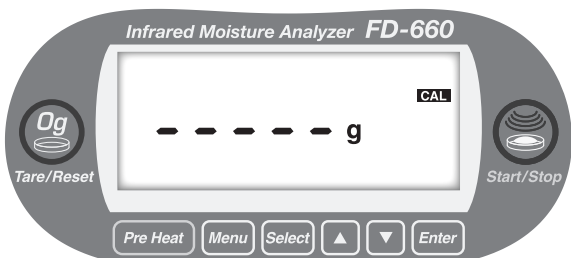 Infrared Moisture Analyzer FD-660
CAL
- - - - - g
0g
Tare/Reset
Start/Stop
Pre Heat Menu Select ▲ ▼ Enter